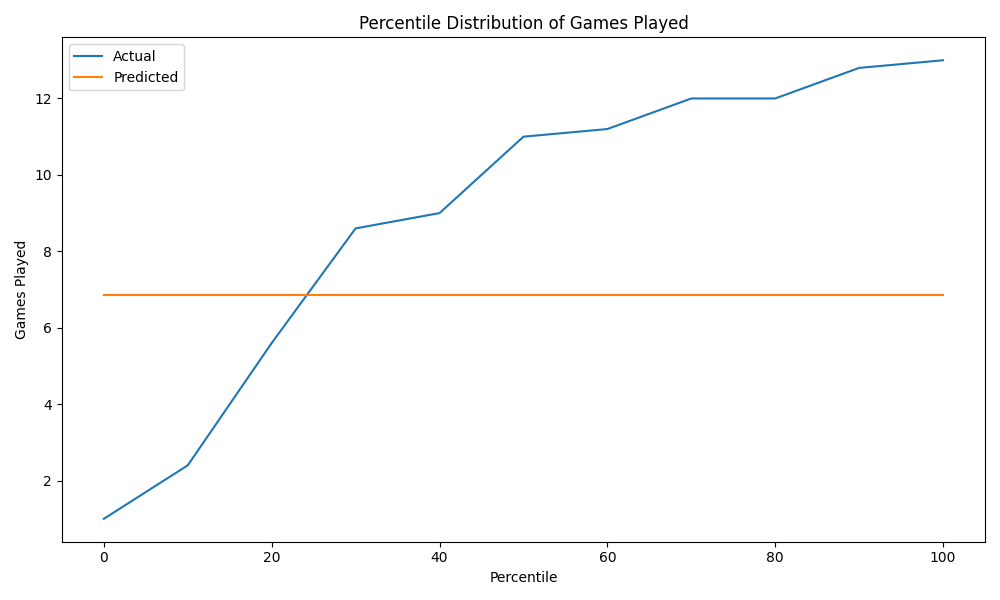 Percentile Distribution of Games Played
Actual
Predicted
12
10
8
6
4
2
Games Played
0 20 40 60 80 100
Percentile